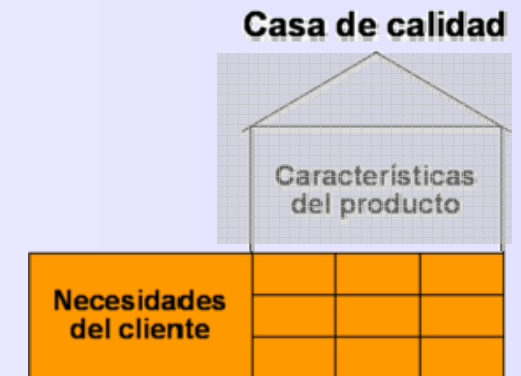 Casa de calidad
Características
del producto
Necesidades
del cliente